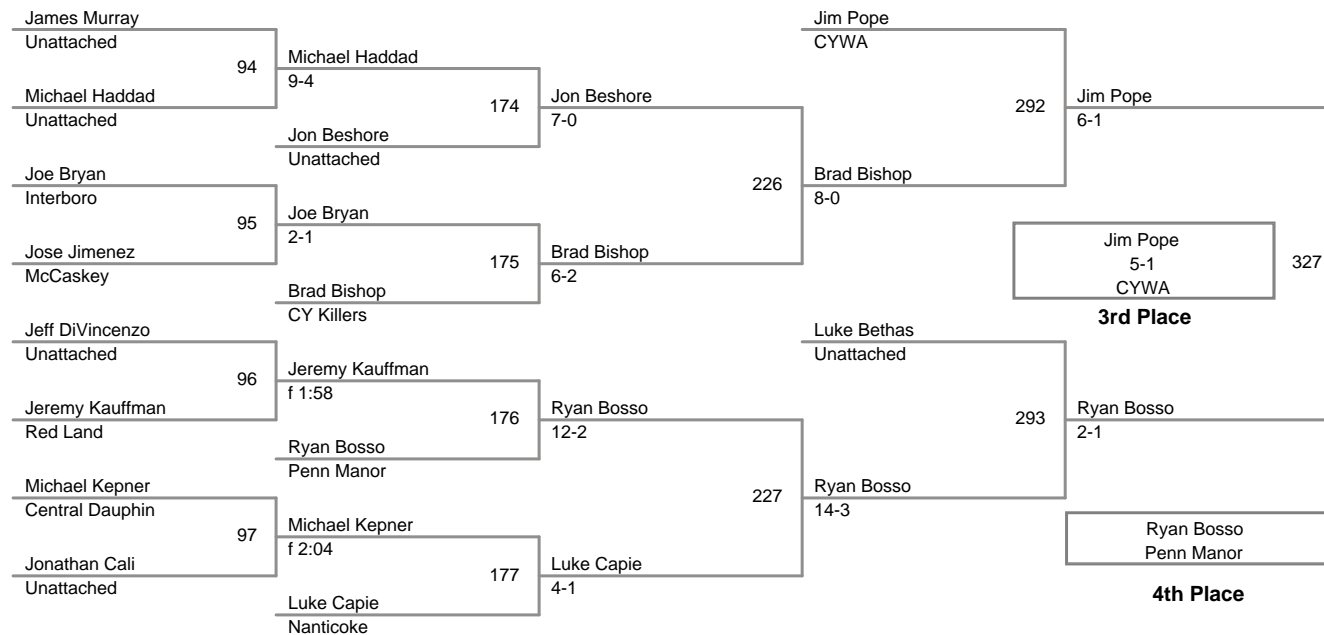 James Murray
Unattached
94
Michael Haddad
Unattached
Michael Haddad
9-4
174
Jon Beshore
Unattached
Jon Beshore
7-0
Joe Bryan
Interboro
95
Jose Jimenez
McCaskey
Joe Bryan
2-1
175
Brad Bishop
CY Killers
Brad Bishop
6-2
226
Brad Bishop
8-0
Jim Pope
CYWA
292
Jim Pope
6-1
Jim Pope
5-1
CYWA
327
3rd Place
Jeff DiVincenzo
Unattached
96
Jeremy Kauffman
Red Land
Jeremy Kauffman
f 1:58
176
Ryan Bosso
Penn Manor
Ryan Bosso
12-2
Michael Kepner
Central Dauphin
97
Jonathan Cali
Unattached
Michael Kepner
f 2:04
177
Luke Capie
Nanticoke
Luke Capie
4-1
227
Ryan Bosso
14-3
Luke Bethas
Unattached
293
Ryan Bosso
2-1
Ryan Bosso
Penn Manor
4th Place